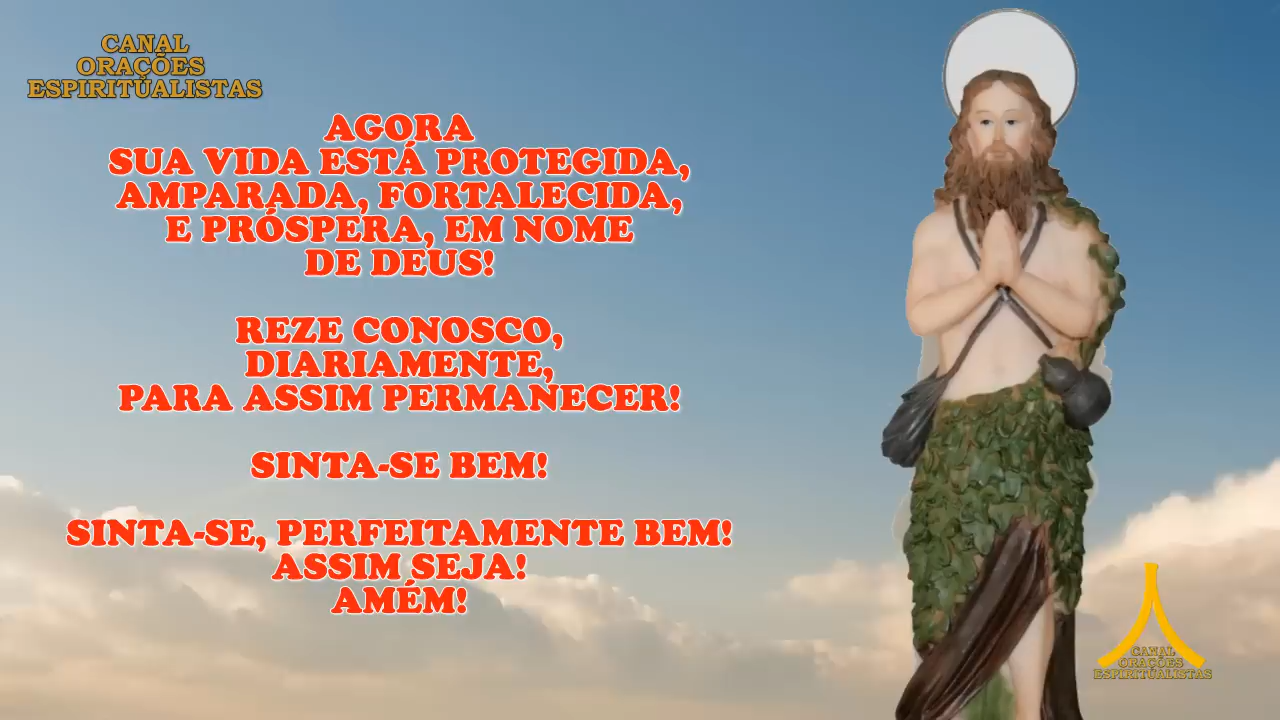 CANAL
ORAÇÕES
ESPIRITUALISTAS
AGORA
SUA VIDA ESTÁ PROTEGIDA,
AMPARADA, FORTALECIDA,
E PRÓSPERA, EM NOME
DE DEUS!
REZE CONOSCO,
DIARIAMENTE,
PARA ASSIM PERMANECER!
SINTA-SE BEM!
SINTA-SE, PERFEITAMENTE BEM!
ASSIM SEJA!
AMÉM!
CANAL
ORAÇÕES
ESPIRITUALISTAS